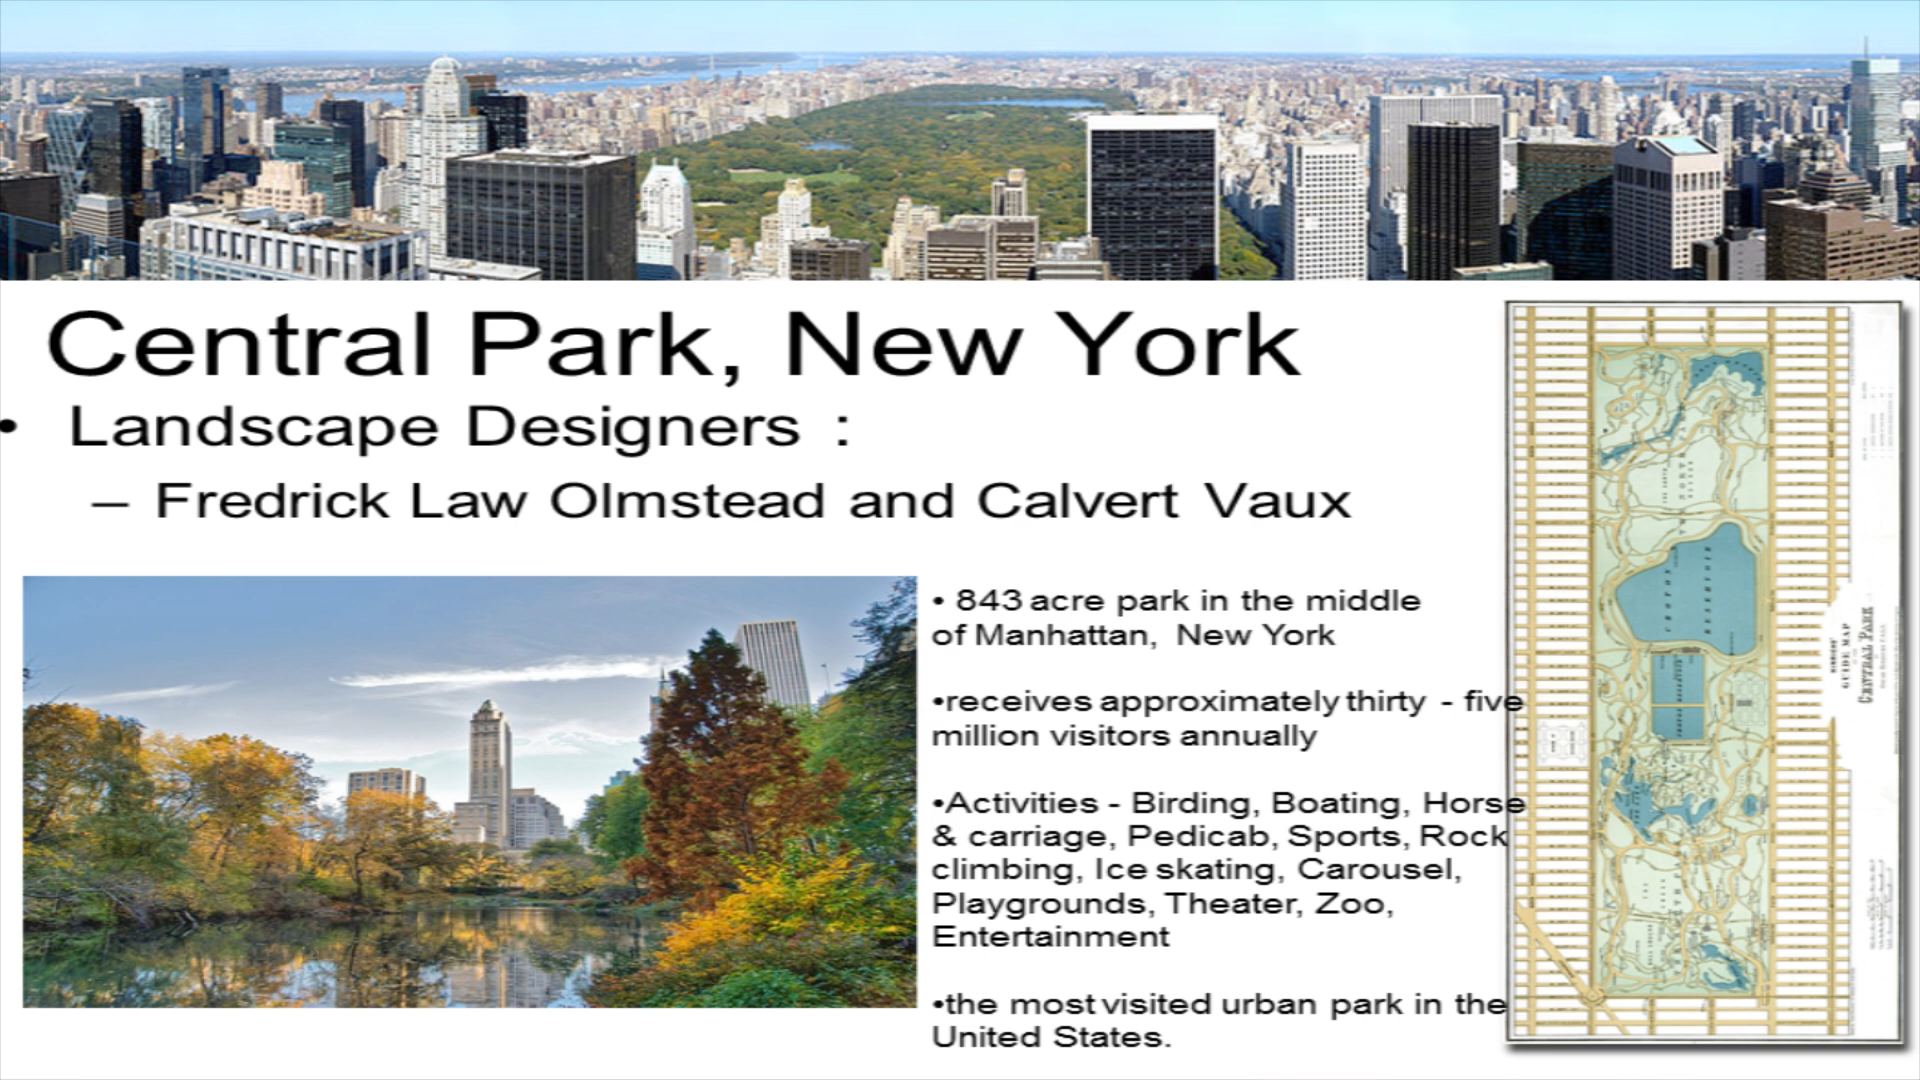 Central Park, New York
• Landscape Designers :
– Fredrick Law Olmstead and Calvert Vaux
• 843 acre park in the middle
of Manhattan, New York
•receives approximately thirty - five
million visitors annually
•Activities - Birding, Boating, Horse
& carriage, Pedicab, Sports, Rock
climbing, Ice skating, Carousel,
Playgrounds, Theater, Zoo,
Entertainment
•the most visited urban park in the
United States.
GUIDE MAP
CENTRAL PARK
CROTON
RESERVOIR